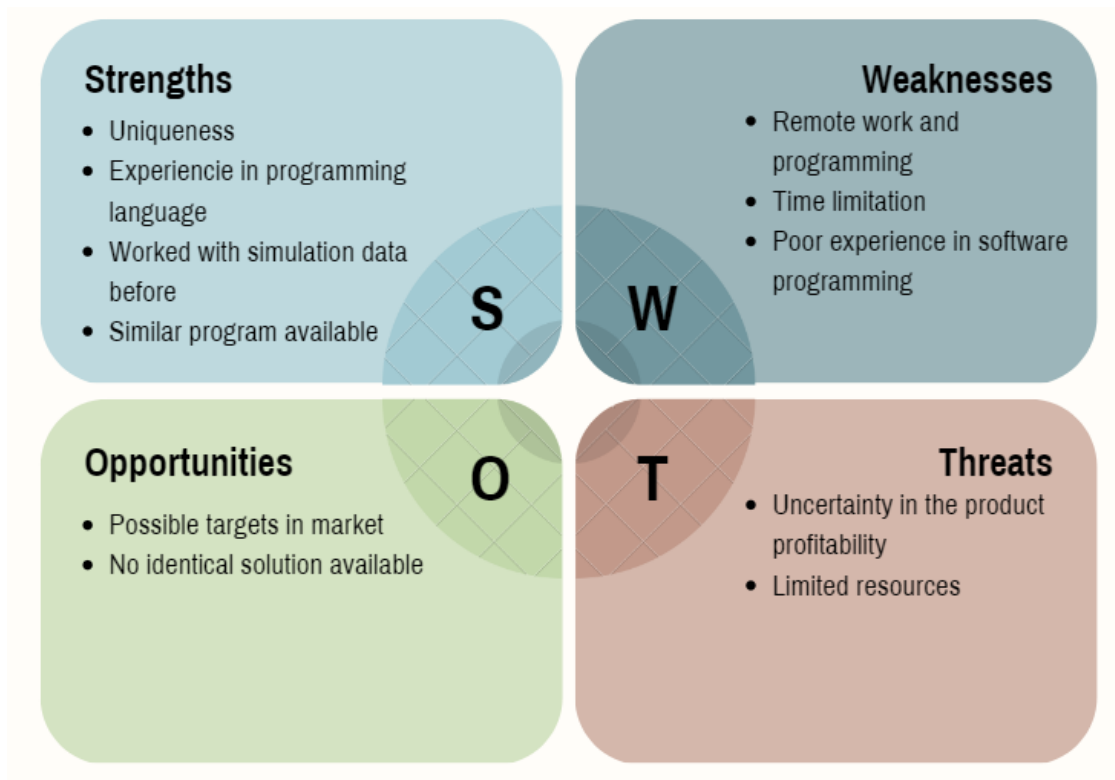 Strengths
• Uniqueness
• Experiencie in programming
language
• Worked with simulation data
before
• Similar program available
S
Weaknesses
• Remote work and
programming
• Time limitation
• Poor experience in software
programming
W
Opportunities
• Possible targets in market
• No identical solution available
O
Threats
• Uncertainty in the product
profitability
• Limited resources
T